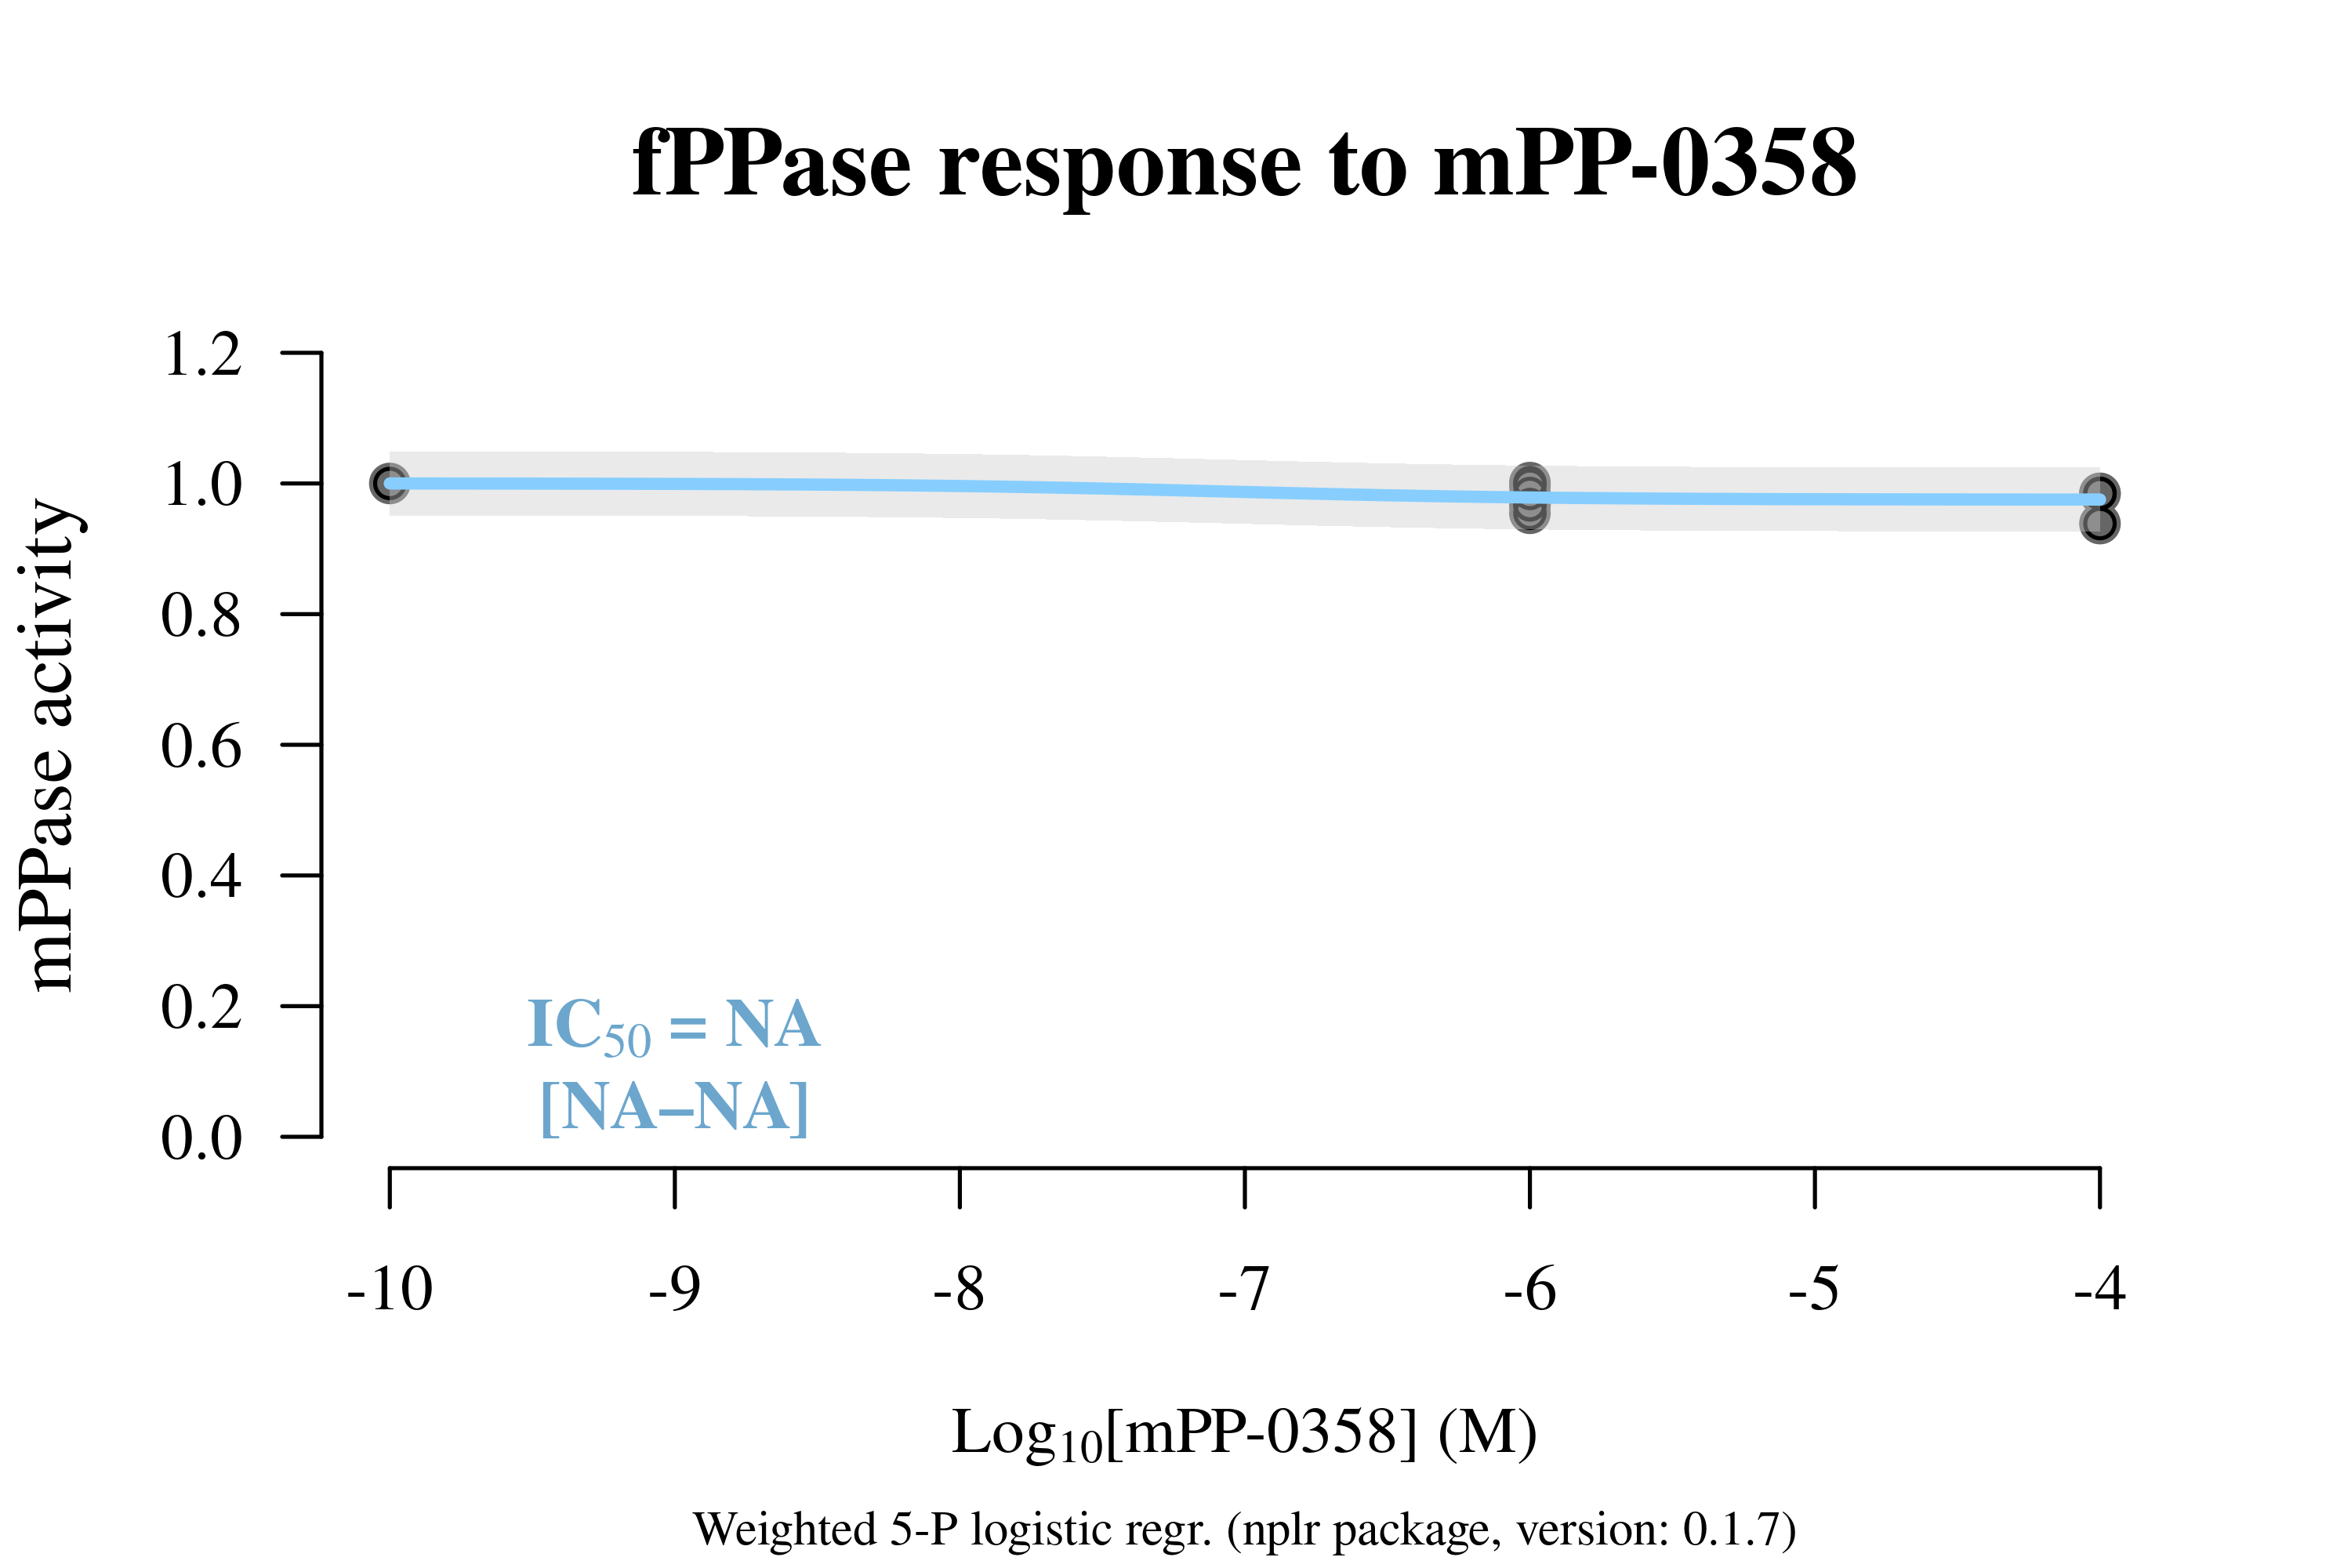 fPPase response to mPP-0358
mPPase activity
1.2
1.0
0.8
0.6
0.4
0.2
0.0
IC50 = NA
[NA–NA]
-10 -9 -8 -7 -6 -5 -4
Log10[mPP-0358] (M)
Weighted 5-P logistic regr. (nplr package, version: 0.1.7)